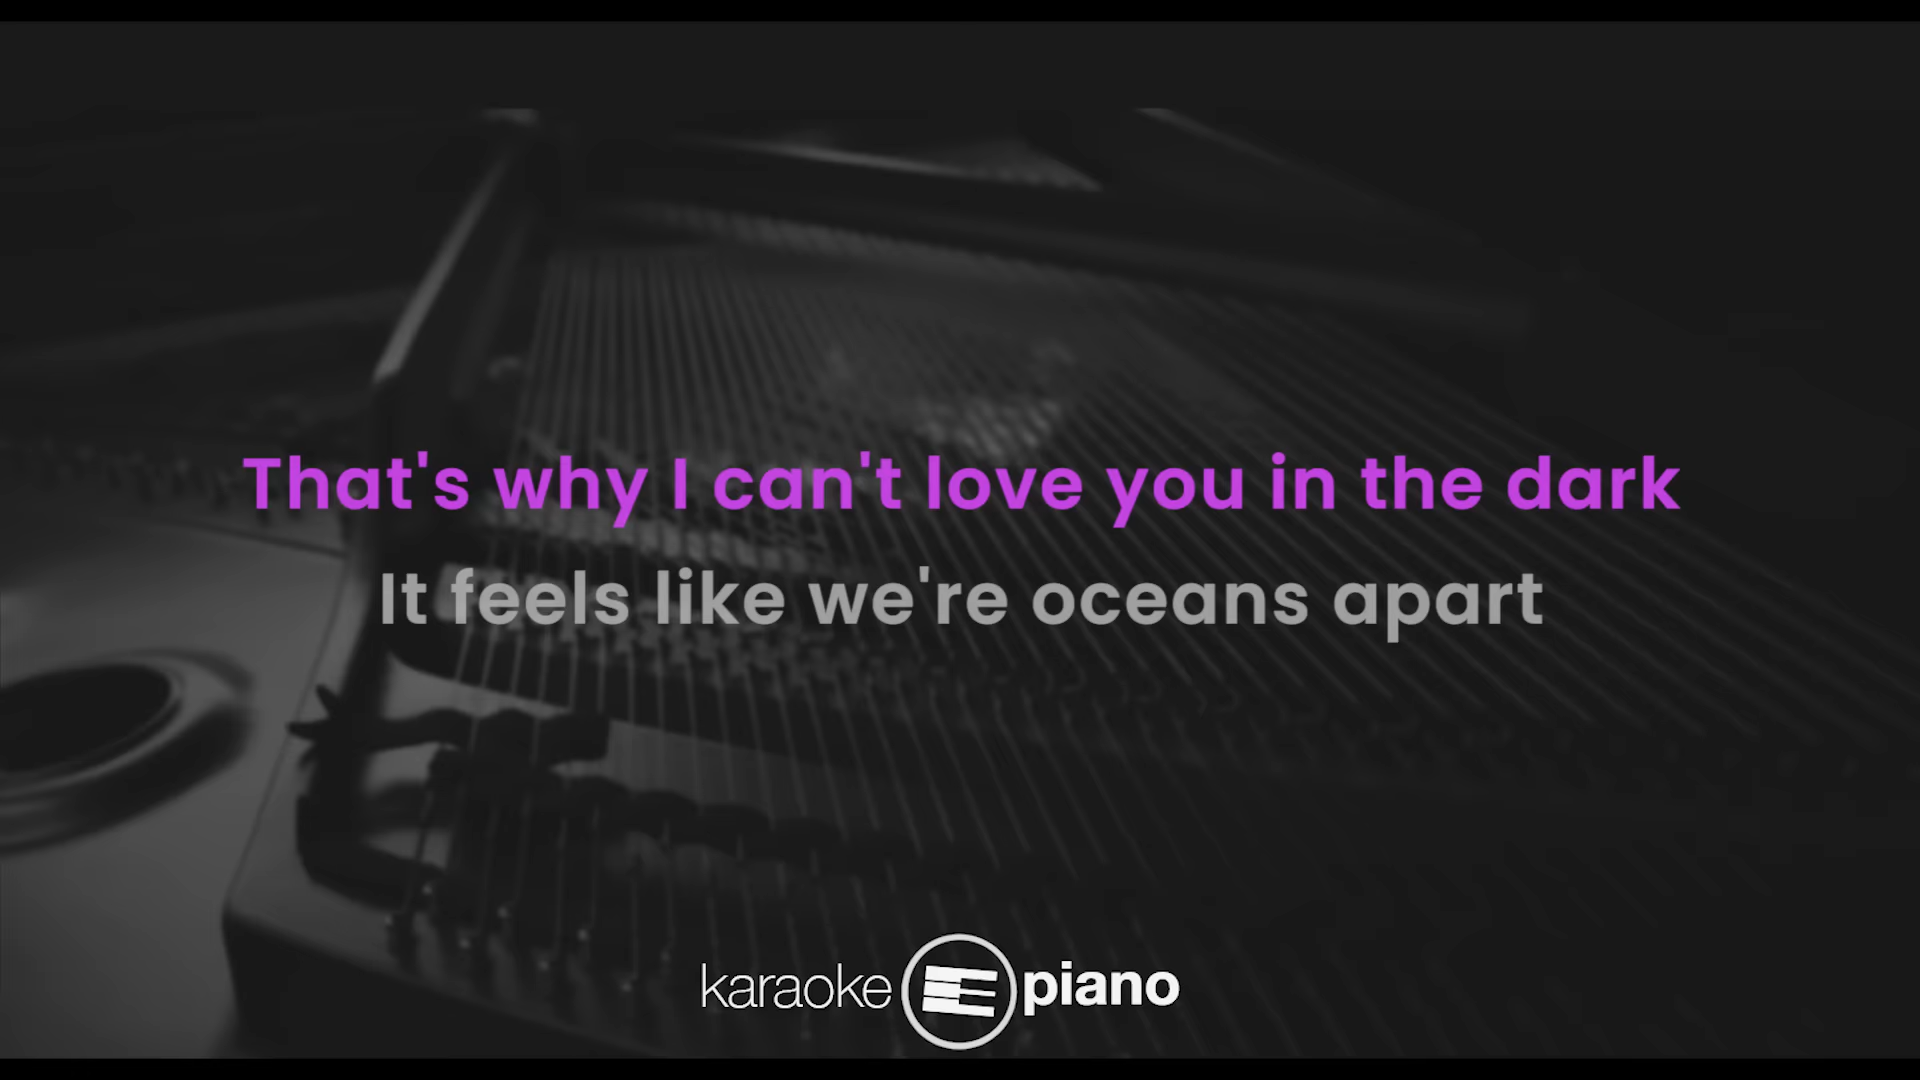 That's why I can't love you in the dark
It feels like we're oceans apart
karaoke piano